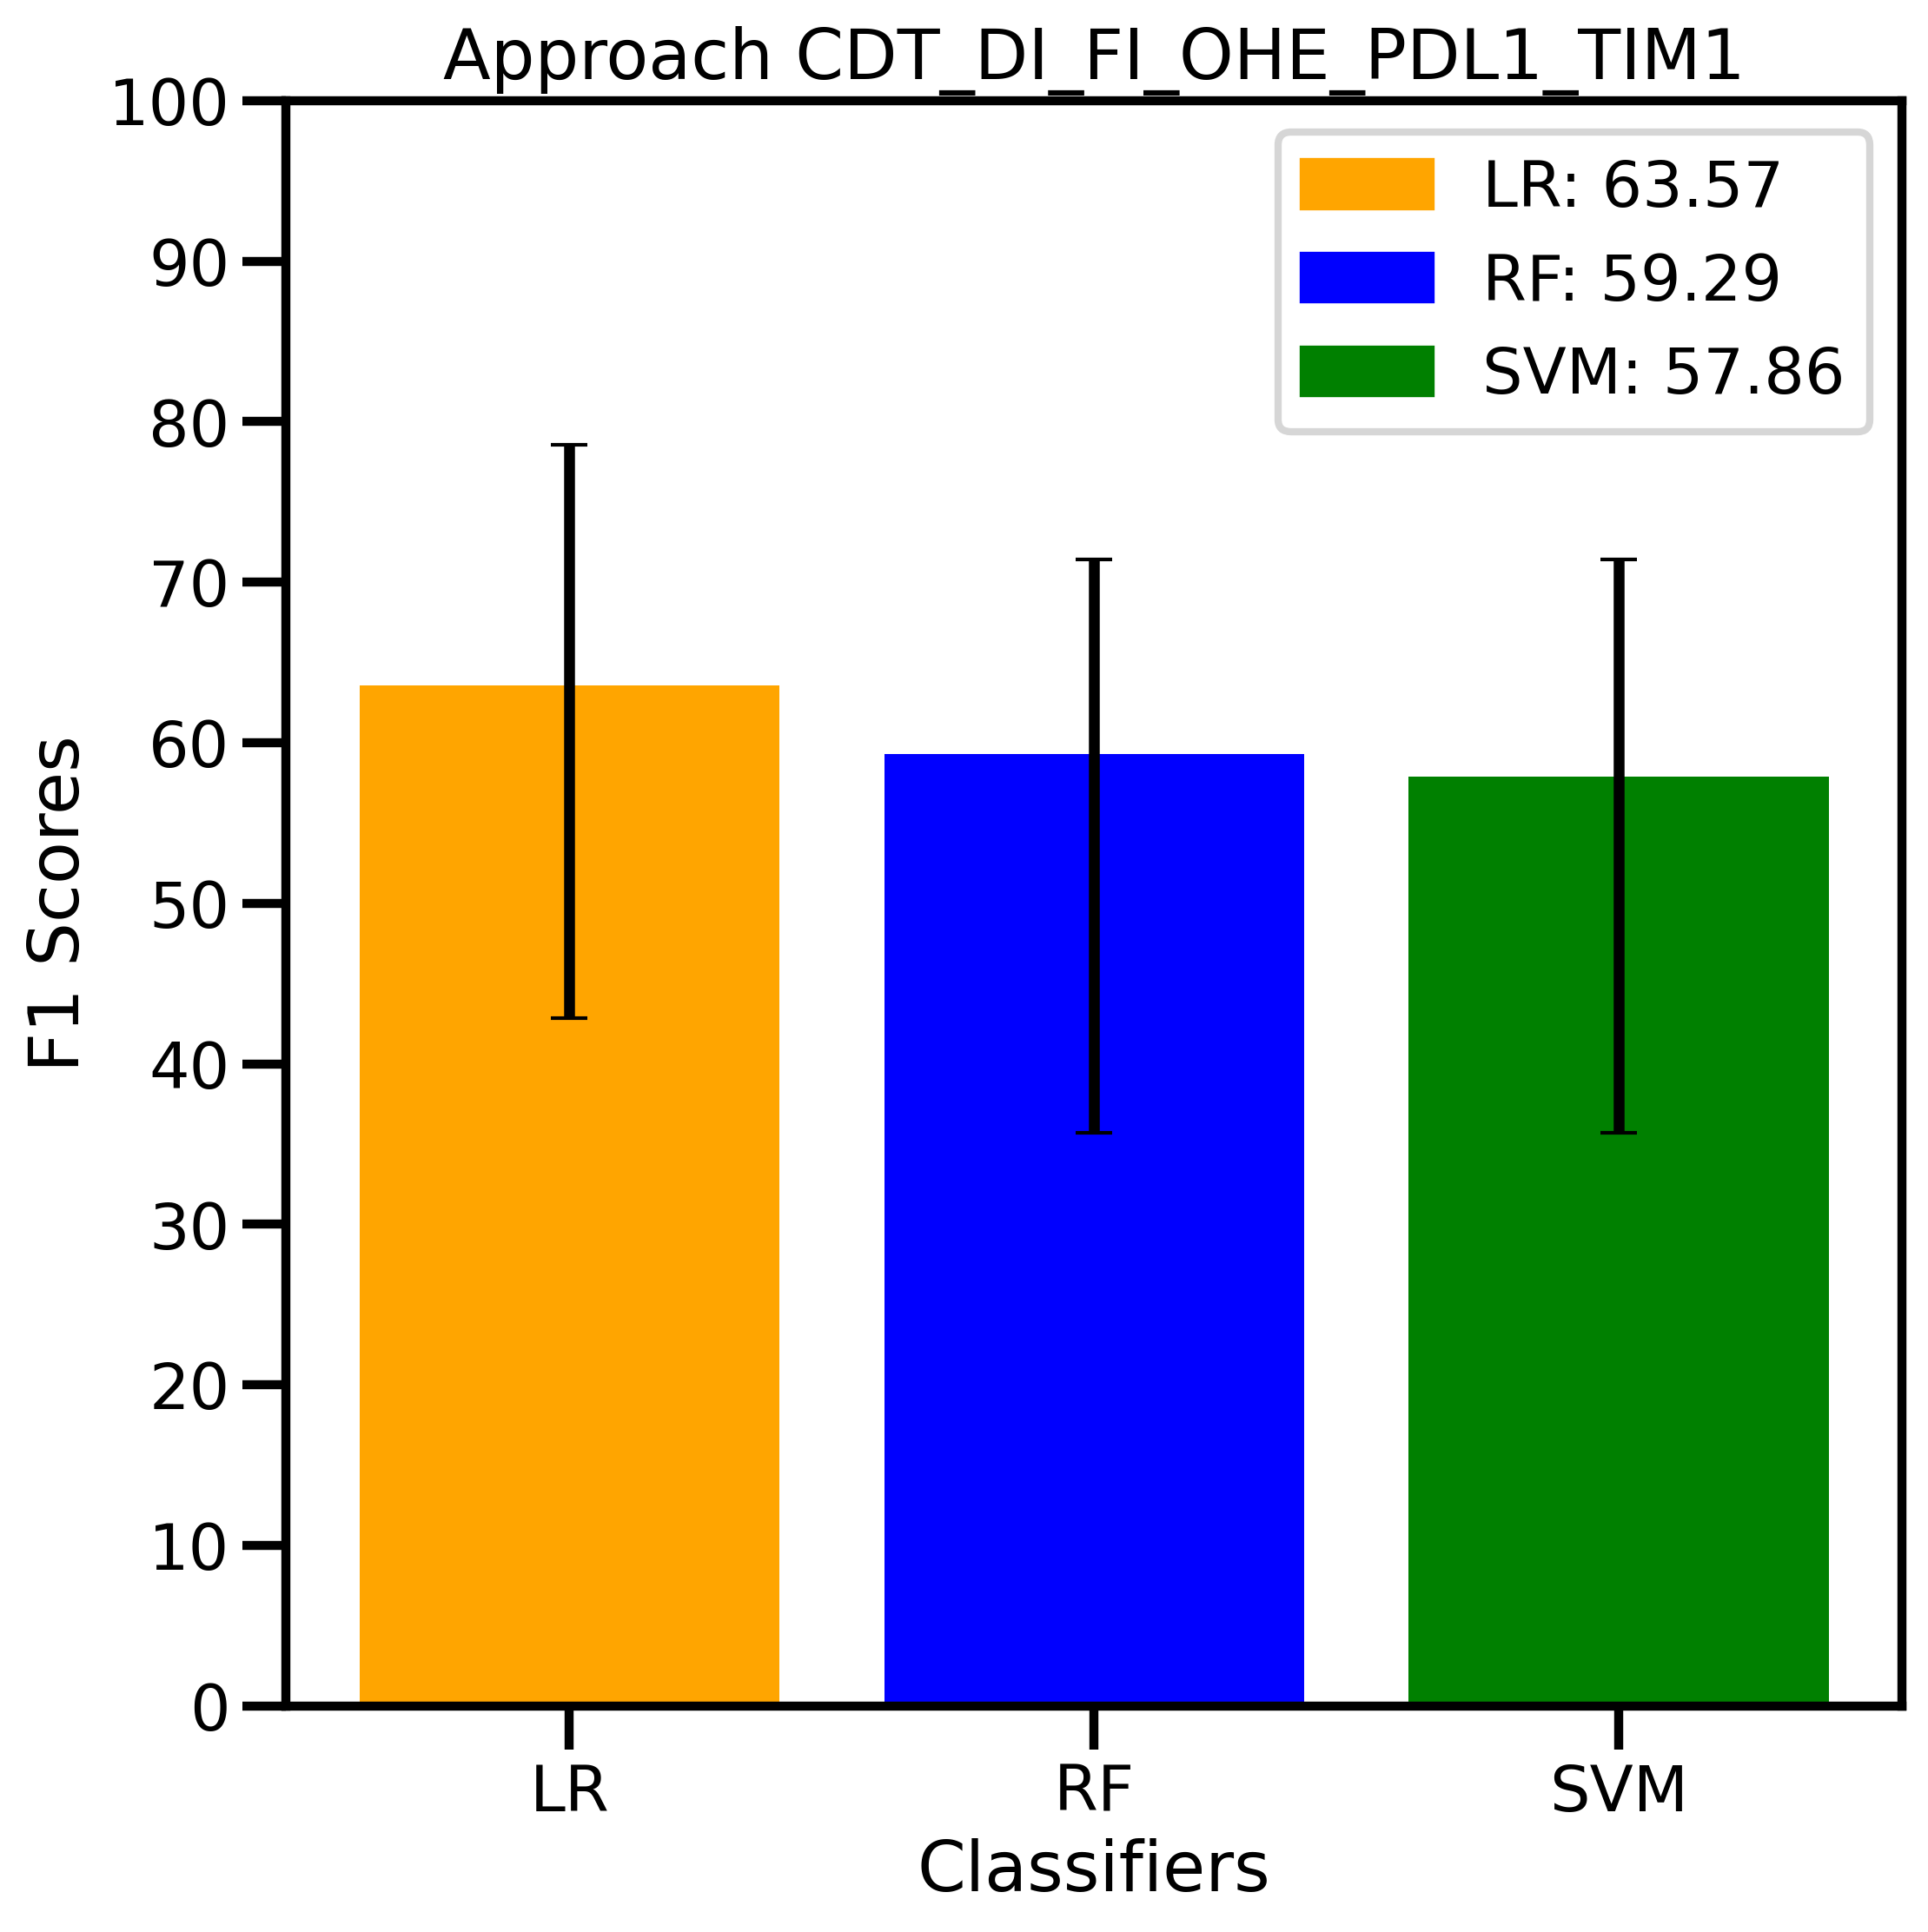 Approach CDT_DI_FI_OHE_PDL1_TIM1
LR: 63.57
RF: 59.29
SVM: 57.86
100
90
80
70
60
50
40
30
20
10
0
F1 Scores
LR
RF
SVM
Classifiers